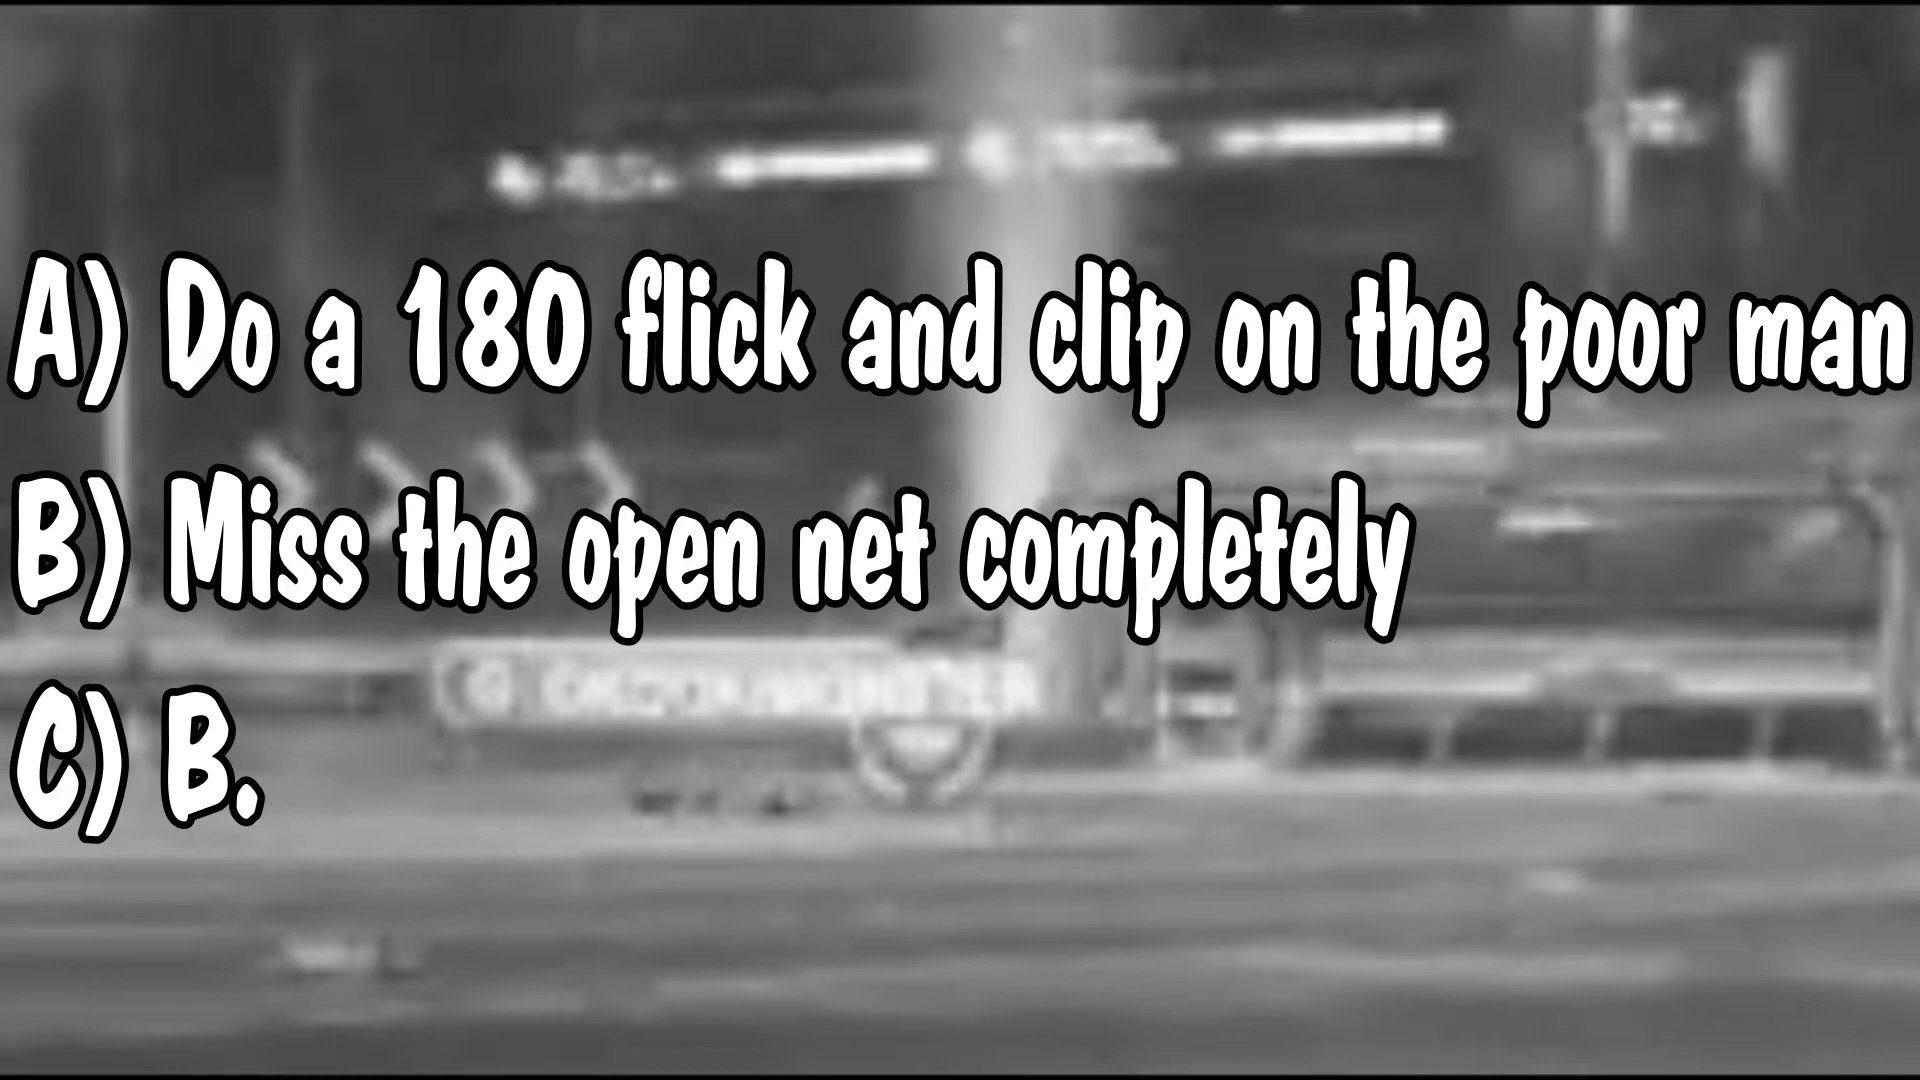 A) Do a 180 flick and clip on the poor man
B) Miss the open net completely
C) B.